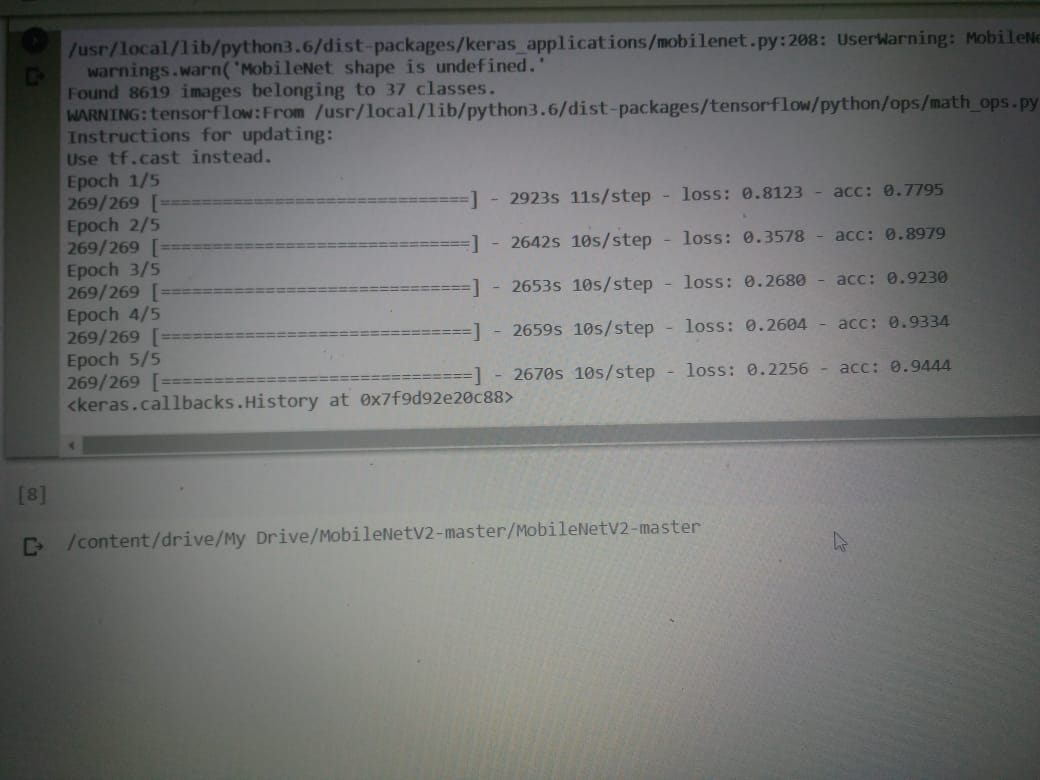 /usr/local/lib/python3.6/dist-packages/keras_applications/mobilenet.py:208: UserWarning: MobileNe
warnings.warn('MobileNet shape is undefined.'
Found 8619 images belonging to 37 classes.
WARNING:tensorflow:From /usr/local/lib/python3.6/dist-packages/tensorflow/python/ops/math_ops.py
Instructions for updating:
Use tf.cast instead.
Epoch 1/5
269/269 [==============================] - 2923s 11s/step - loss: 0.8123 - acc: 0.7795
Epoch 2/5
269/269 [==============================] - 2642s 10s/step - loss: 0.3578 - acc: 0.8979
Epoch 3/5
269/269 [==============================] - 2653s 10s/step - loss: 0.2680 - acc: 0.9230
Epoch 4/5
269/269 [==============================] - 2659s 10s/step - loss: 0.2604 - acc: 0.9334
Epoch 5/5
269/269 [==============================] - 2670s 10s/step - loss: 0.2256 - acc: 0.9444
<keras.callbacks.History at 0x7f9d92e20c88>
[8]
/content/drive/My Drive/MobileNetV2-master/MobileNetV2-master